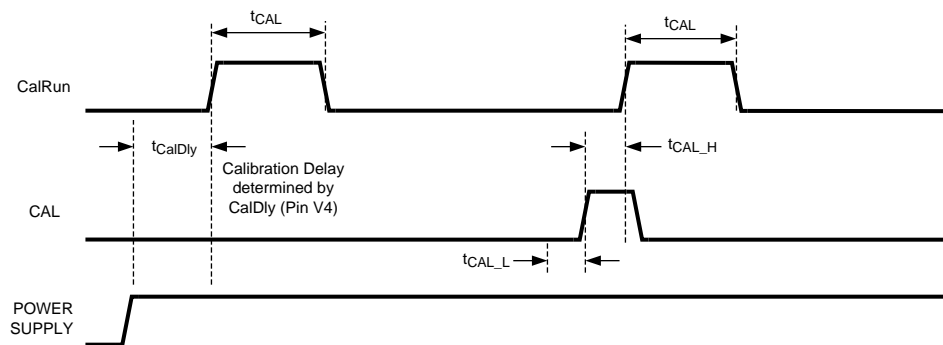 tCAL
tCAL
CalRun
tCalDly
Calibration Delay
determined by
CalDly (Pin V4)
tCAL_H
CAL
tCAL_L
POWER
SUPPLY